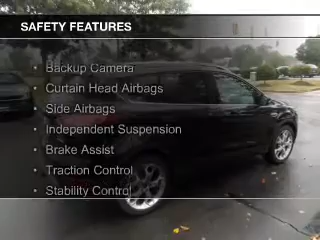 SAFETY FEATURES
• Backup Camera
• Curtain Head Airbags
• Side Airbags
• Independent Suspension
• Brake Assist
• Traction Control
• Stability Control